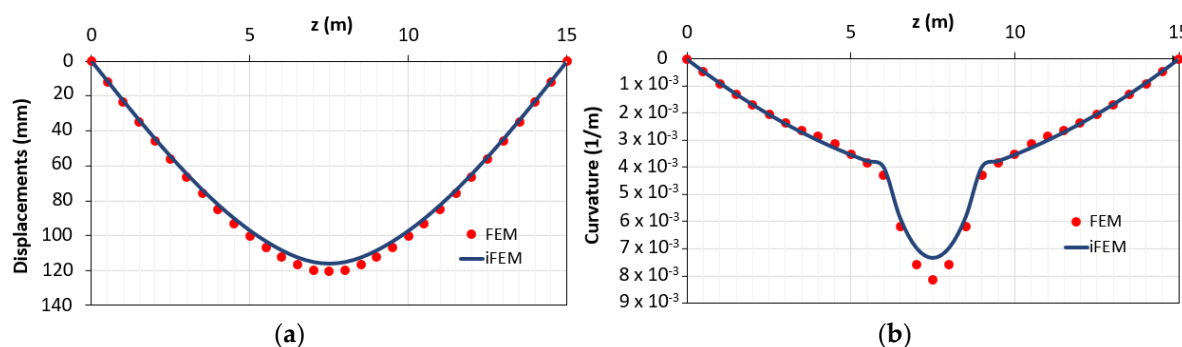 z (m)
0 5 10 15
0
20
40
60
80
100
120
140
Displacements (mm)
FEM
iFEM
(a)
z (m)
0 5 10 15
0
1 x 10⁻³
2 x 10⁻³
3 x 10⁻³
4 x 10⁻³
5 x 10⁻³
6 x 10⁻³
7 x 10⁻³
8 x 10⁻³
9 x 10⁻³
Curvature (1/m)
FEM
iFEM
(b)